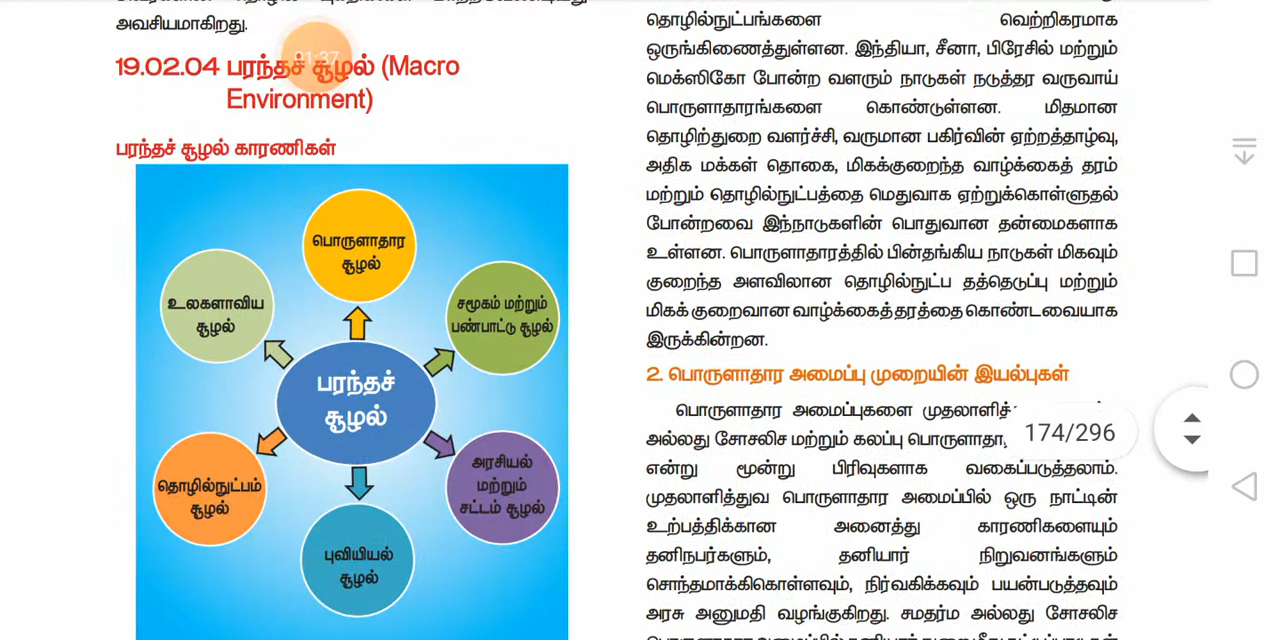 அவசியமாகிறது.
01:37
19.02.04 பரந்தச் சூழல் (Macro
Environment)
பரந்தச் சூழல் காரணிகள்
பொருளாதார
சூழல்
சமூகம் மற்றும்
பண்பாட்டு சூழல்
அரசியல்
மற்றும்
சட்டம் சூழல்
புவியியல்
சூழல்
தொழில்நுட்பம்
சூழல்
உலகளாவிய
சூழல்
பரந்தச்
சூழல்
தொழில்நுட்பங்களை வெற்றிகரமாக
ஒருங்கிணைத்துள்ளன. இந்தியா, சீனா, பிரேசில் மற்றும்
மெக்ஸிகோ போன்ற வளரும் நாடுகள் நடுத்தர வருவாய்
பொருளாதாரங்களை கொண்டுள்ளன. மிதமான
தொழிற்துறை வளர்ச்சி, வருமான பகிர்வின் ஏற்றத்தாழ்வு,
அதிக மக்கள் தொகை, மிகக்குறைந்த வாழ்க்கைத் தரம்
மற்றும் தொழில்நுட்பத்தை மெதுவாக ஏற்றுக்கொள்ளுதல்
போன்றவை இந்நாடுகளின் பொதுவான தன்மைகளாக
உள்ளன. பொருளாதாரத்தில் பின்தங்கிய நாடுகள் மிகவும்
குறைந்த அளவிலான தொழில்நுட்ப தத்தெடுப்பு மற்றும்
மிகக் குறைவான வாழ்க்கைத் தரத்தை கொண்டவையாக
இருக்கின்றன.
2. பொருளாதார அமைப்பு முறையின் இயல்புகள்
பொருளாதார அமைப்புகளை
அல்லது சோசலிச மற்றும் கலப்பு
174/296
என்று மூன்று பிரிவுகளாக வகைப்படுத்தலாம்.
முதலாளித்துவ பொருளாதார அமைப்பில் ஒரு நாட்டின்
உற்பத்திக்கான அனைத்து காரணிகளையும்
தனிநபர்களும், தனியார் நிறுவனங்களும்
சொந்தமாக்கிகொள்ளவும், நிர்வகிக்கவும் பயன்படுத்தவும்
அரசு அனுமதி வழங்குகிறது. சமதர்ம அல்லது சோசலிச